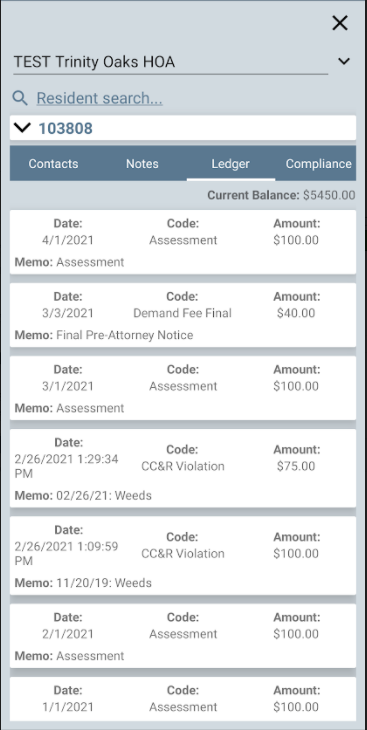 TEST Trinity Oaks HOA
Resident search...
103808
Contacts Notes Ledger Compliance
Current Balance: $5450.00
Date: Code: Amount:
4/1/2021 Assessment $100.00
Memo: Assessment
Date: Code: Amount:
3/3/2021 Demand Fee Final $40.00
Memo: Final Pre-Attorney Notice
Date: Code: Amount:
3/1/2021 Assessment $100.00
Memo: Assessment
Date: Code: Amount:
2/26/2021 1:29:34 PM CC&R Violation $75.00
Memo: 02/26/21: Weeds
Date: Code: Amount:
2/26/2021 1:09:59 PM CC&R Violation $100.00
Memo: 11/20/19: Weeds
Date: Code: Amount:
2/1/2021 Assessment $100.00
Memo: Assessment
Date: Code: Amount:
1/1/2021 Assessment $100.00